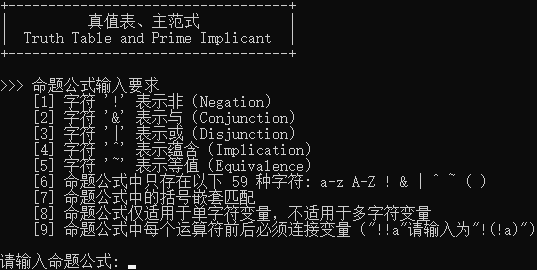 +--------------------------------------+
|          真值表、主范式          |
|  Truth Table and Prime Implicant  |
+--------------------------------------+
>>> 命题公式输入要求
[1] 字符 '!' 表示非 (Negation)
[2] 字符 '&' 表示与 (Conjunction)
[3] 字符 '|' 表示或 (Disjunction)
[4] 字符 '^' 表示蕴含 (Implication)
[5] 字符 '~' 表示等值 (Equivalence)
[6] 命题公式中只存在以下 59 种字符: a-z A-Z ! & | ^ ~ ( )
[7] 命题公式中的括号嵌套匹配
[8] 命题公式仅适用于单字符变量，不适用于多字符变量
[9] 命题公式中每个运算符前后必须连接变量 ("!!a"请输入为"!(!a)")
请输入命题公式: _